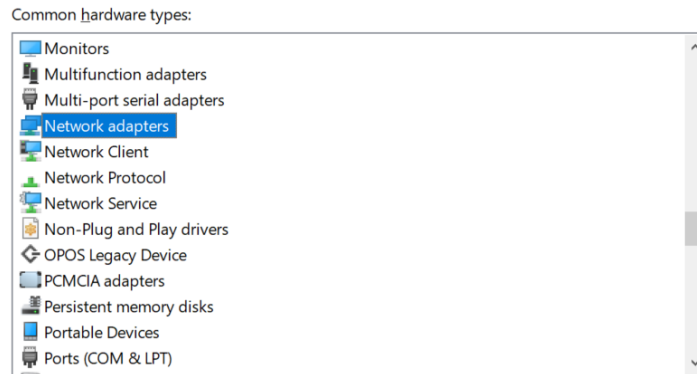 Common hardware types:
Monitors
Multifunction adapters
Multi-port serial adapters
Network adapters
Network Client
Network Protocol
Network Service
Non-Plug and Play drivers
OPOS Legacy Device
PCMCIA adapters
Persistent memory disks
Portable Devices
Ports (COM & LPT)